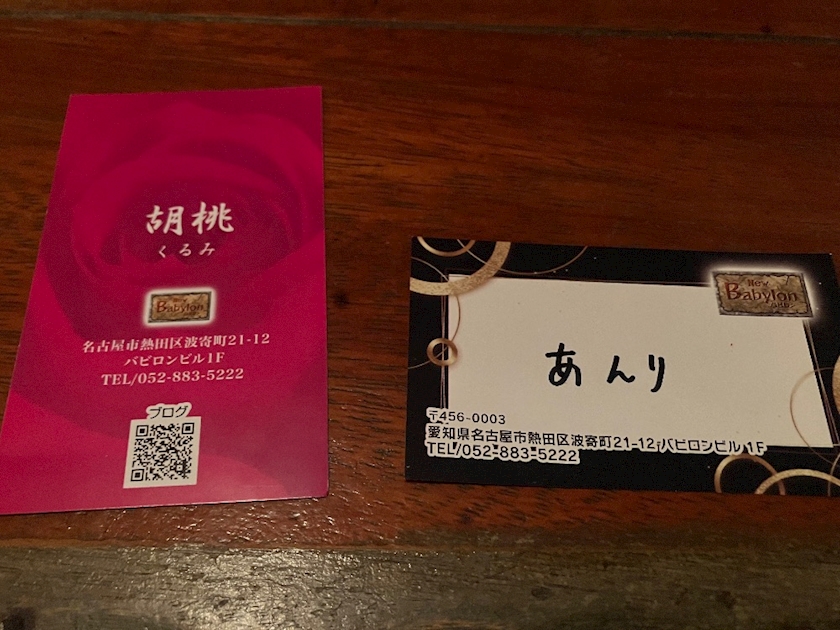 胡桃
くるみ
New
Babylon
名古屋市熱田区波寄町21-12
バビロンビル1F
TEL/052-883-5222
ブログ
New
Babylon
あんり
〒456-0003
愛知県名古屋市熱田区波寄町21-12 バビロンビル 1F
TEL/052-883-5222